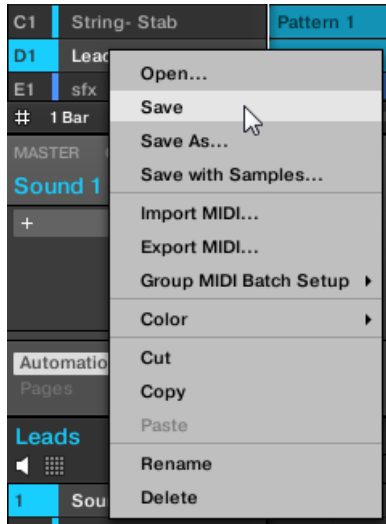 C1 String- Stab Pattern 1
D1 Lead
E1 sfx
1 Bar
MASTER
Sound 1
+
Automatio
Pages
Leads
1 Sou
Open...
Save
Save As...
Save with Samples...
Import MIDI...
Export MIDI...
Group MIDI Batch Setup
Color
Cut
Copy
Paste
Rename
Delete